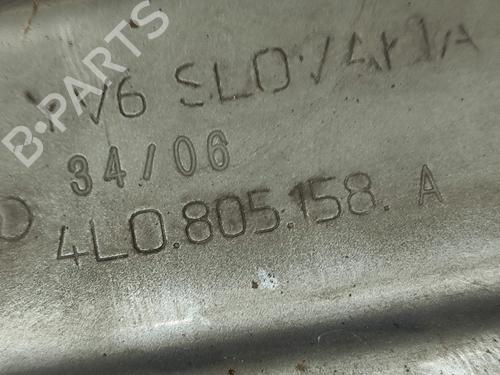 V6 SLOVAKIA
34/06
4L0.805.158. A
B-PARTS